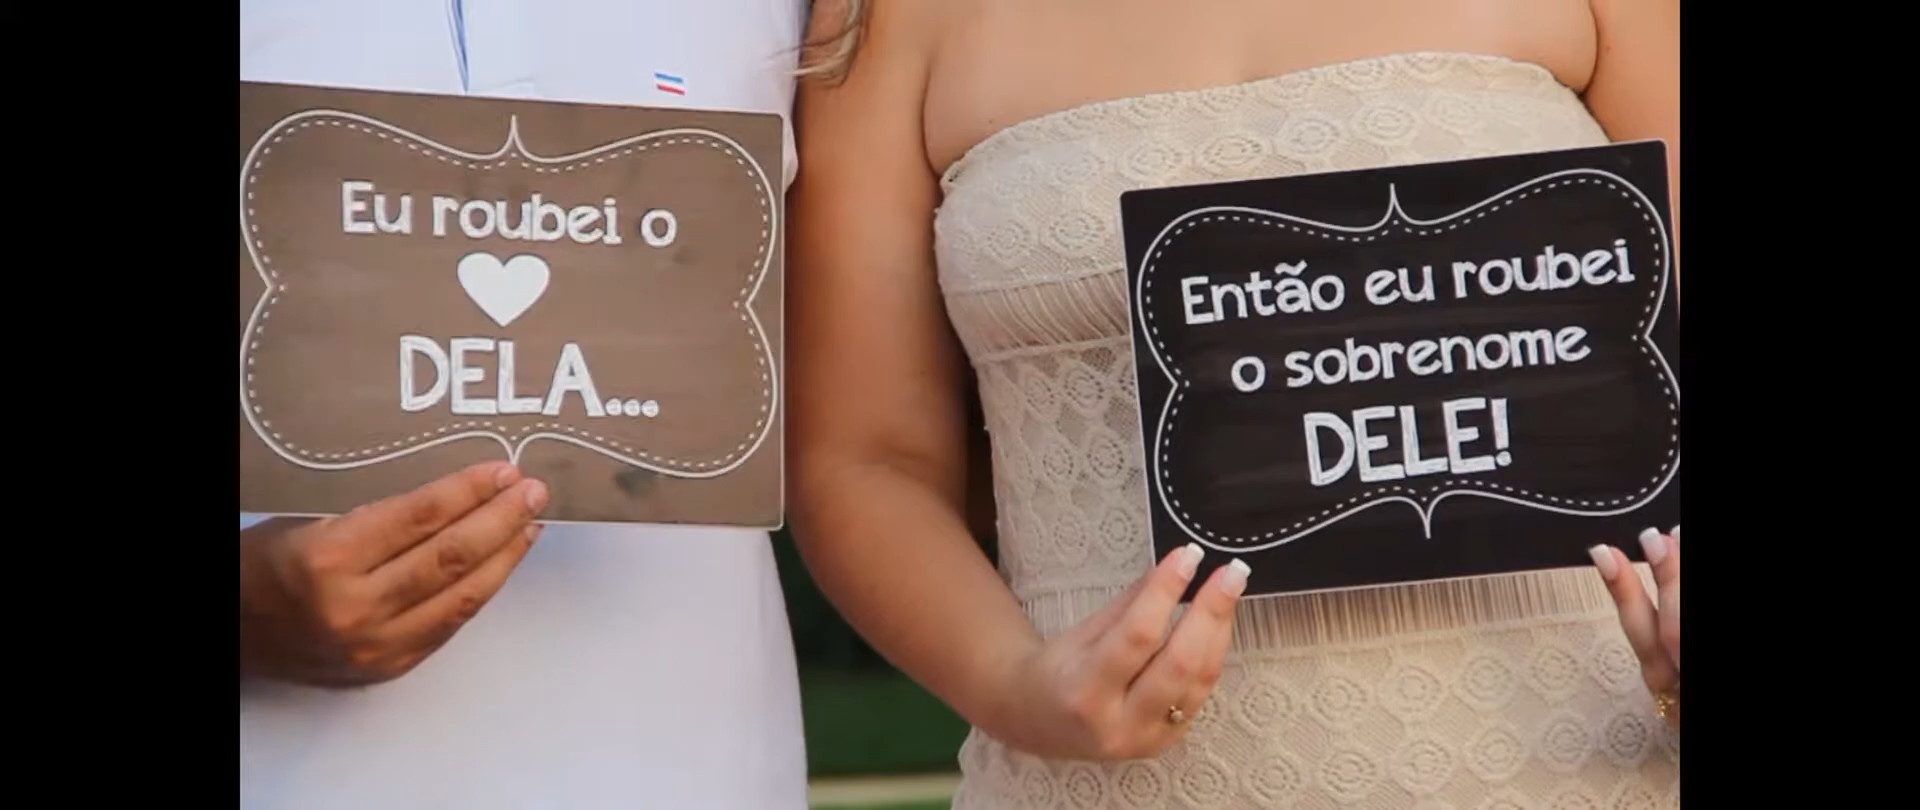 Eu roubei o
DELA...
Então eu roubei
o sobrenome
DELE!